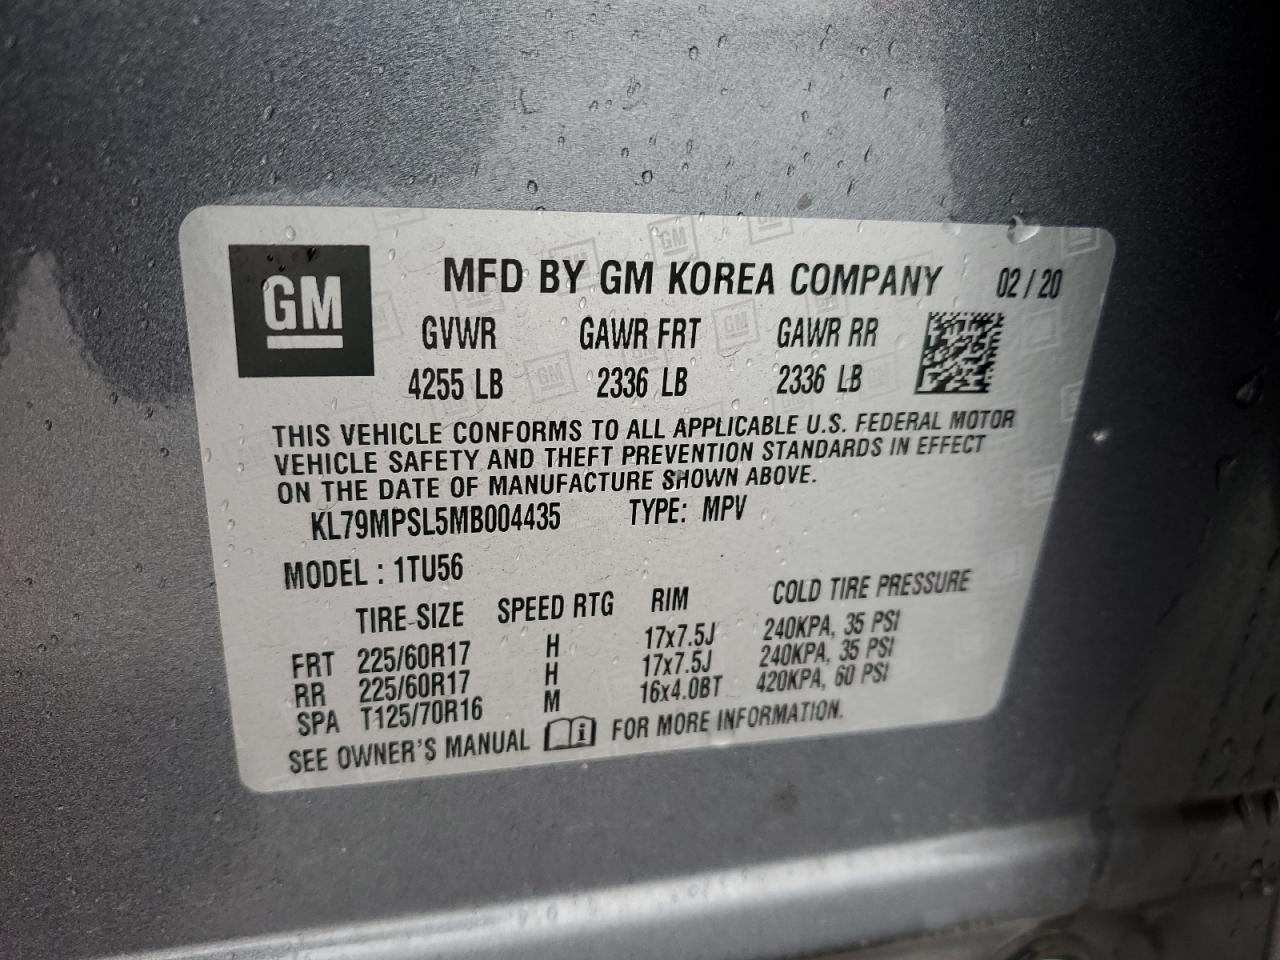 GM
MFD BY GM KOREA COMPANY 02 / 20
GVWR GAWR FRT GAWR RR
4255 LB 2336 LB 2336 LB
THIS VEHICLE CONFORMS TO ALL APPLICABLE U.S. FEDERAL MOTOR
VEHICLE SAFETY AND THEFT PREVENTION STANDARDS IN EFFECT
ON THE DATE OF MANUFACTURE SHOWN ABOVE.
KL79MPSL5MB004435 TYPE: MPV
MODEL : 1TU56
TIRE-SIZE SPEED RTG RIM COLD TIRE PRESSURE
FRT 225/60R17 H 17x7.5J 240KPA, 35 PSI
RR 225/60R17 H 17x7.5J 240KPA, 35 PSI
SPA T125/70R16 M 16x4.0BT 420KPA, 60 PSI
SEE OWNER'S MANUAL i FOR MORE INFORMATION.